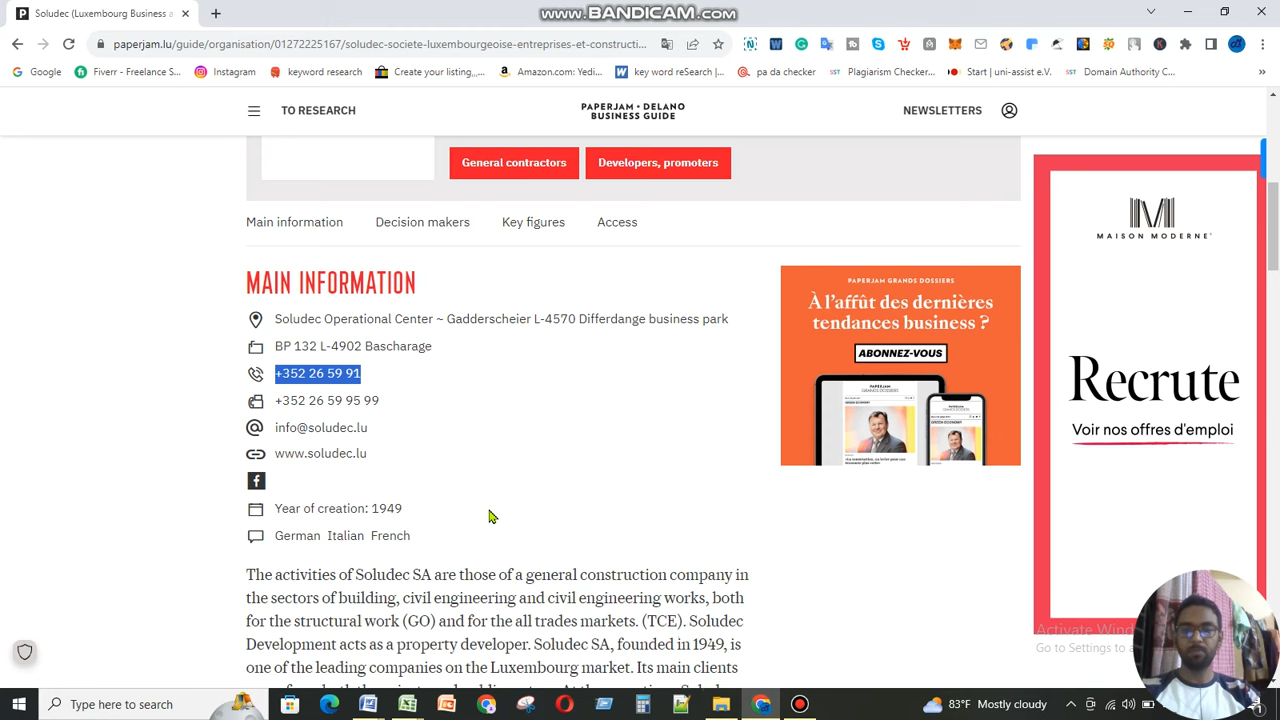 www.BANDICAM.com
Soludec (Luxembourg Business a
paperjam.lu/guide/organisation/01272225167/soludecsociete-luxembourgeoise-entreprises-et-constructi...
Google
Fiverr - Freelance S...
Instagram
keyword research
Create your listing,...
Amazon.com: Yedi...
key word reSearch |...
pa da checker
Plagiarism Checker...
Start | uni-assist e.V.
Domain Authority C...
TO RESEARCH
PAPERJAM • DELANO
BUSINESS GUIDE
NEWSLETTERS
General contractors
Developers, promoters
Main information
Decision makers
Key figures
Access
MAIN INFORMATION
Soludec Operational Center ~ Gadderscheier L-4570 Differdange business park
BP 132 L-4902 Bascharage
+352 26 59 91
+352 26 59 95 99
info@soludec.lu
www.soludec.lu
Year of creation: 1949
German Italian French
The activities of Soludec SA are those of a general construction company in
the sectors of building, civil engineering and civil engineering works, both
for the structural work (GO) and for the all trades markets. (TCE). Soludec
Development acts as a property developer. Soludec SA, founded in 1949, is
one of the leading companies on the Luxembourg market. Its main clients
PAPERJAM GRANDS DOSSIERS
À l'affût des dernières
tendances business ?
ABONNEZ-VOUS
MAISON MODERNE
Recrute
Voir nos offres d'emploi
Activate Wind
Go to Settings to a
Type here to search
83°F Mostly cloudy